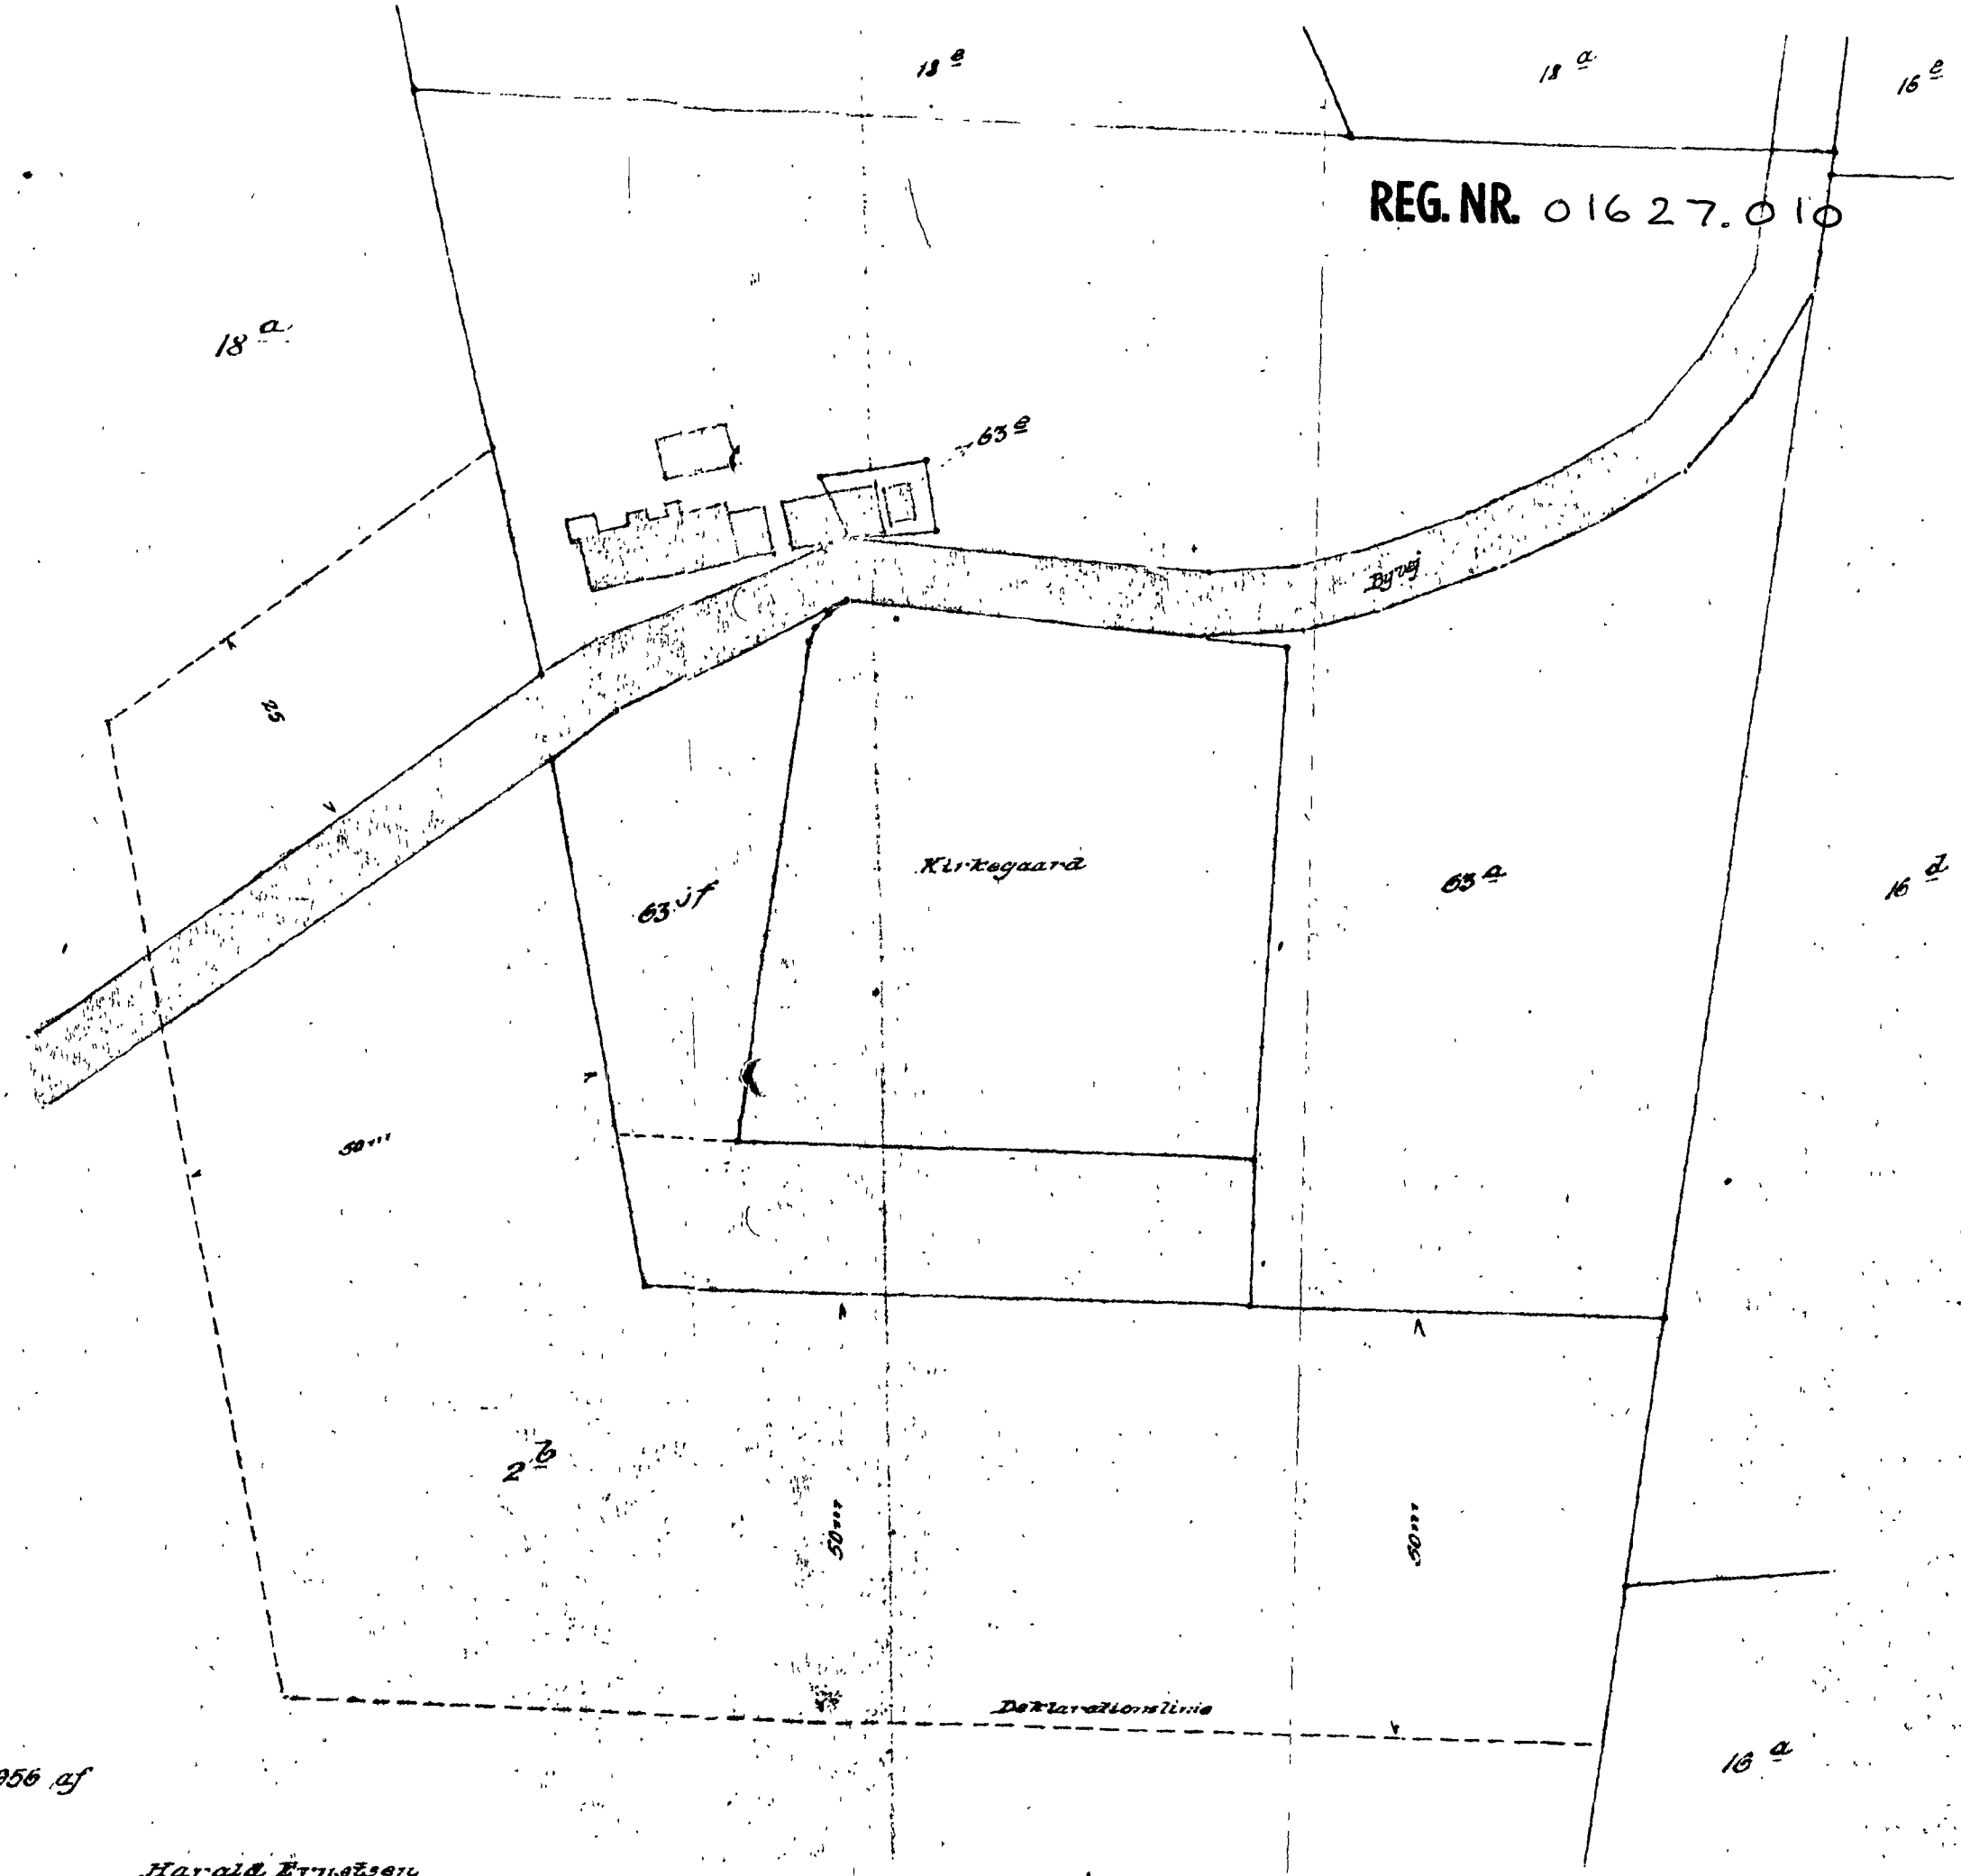 18 e
18 a
16 e
REG. NR. 01627.010
18 a
63 e
Byvej
25
Kirkegaard
63 a
16 d
50 m
2 b
50 m
50 m
Deklarationslinie
16 a
956 af
Harald